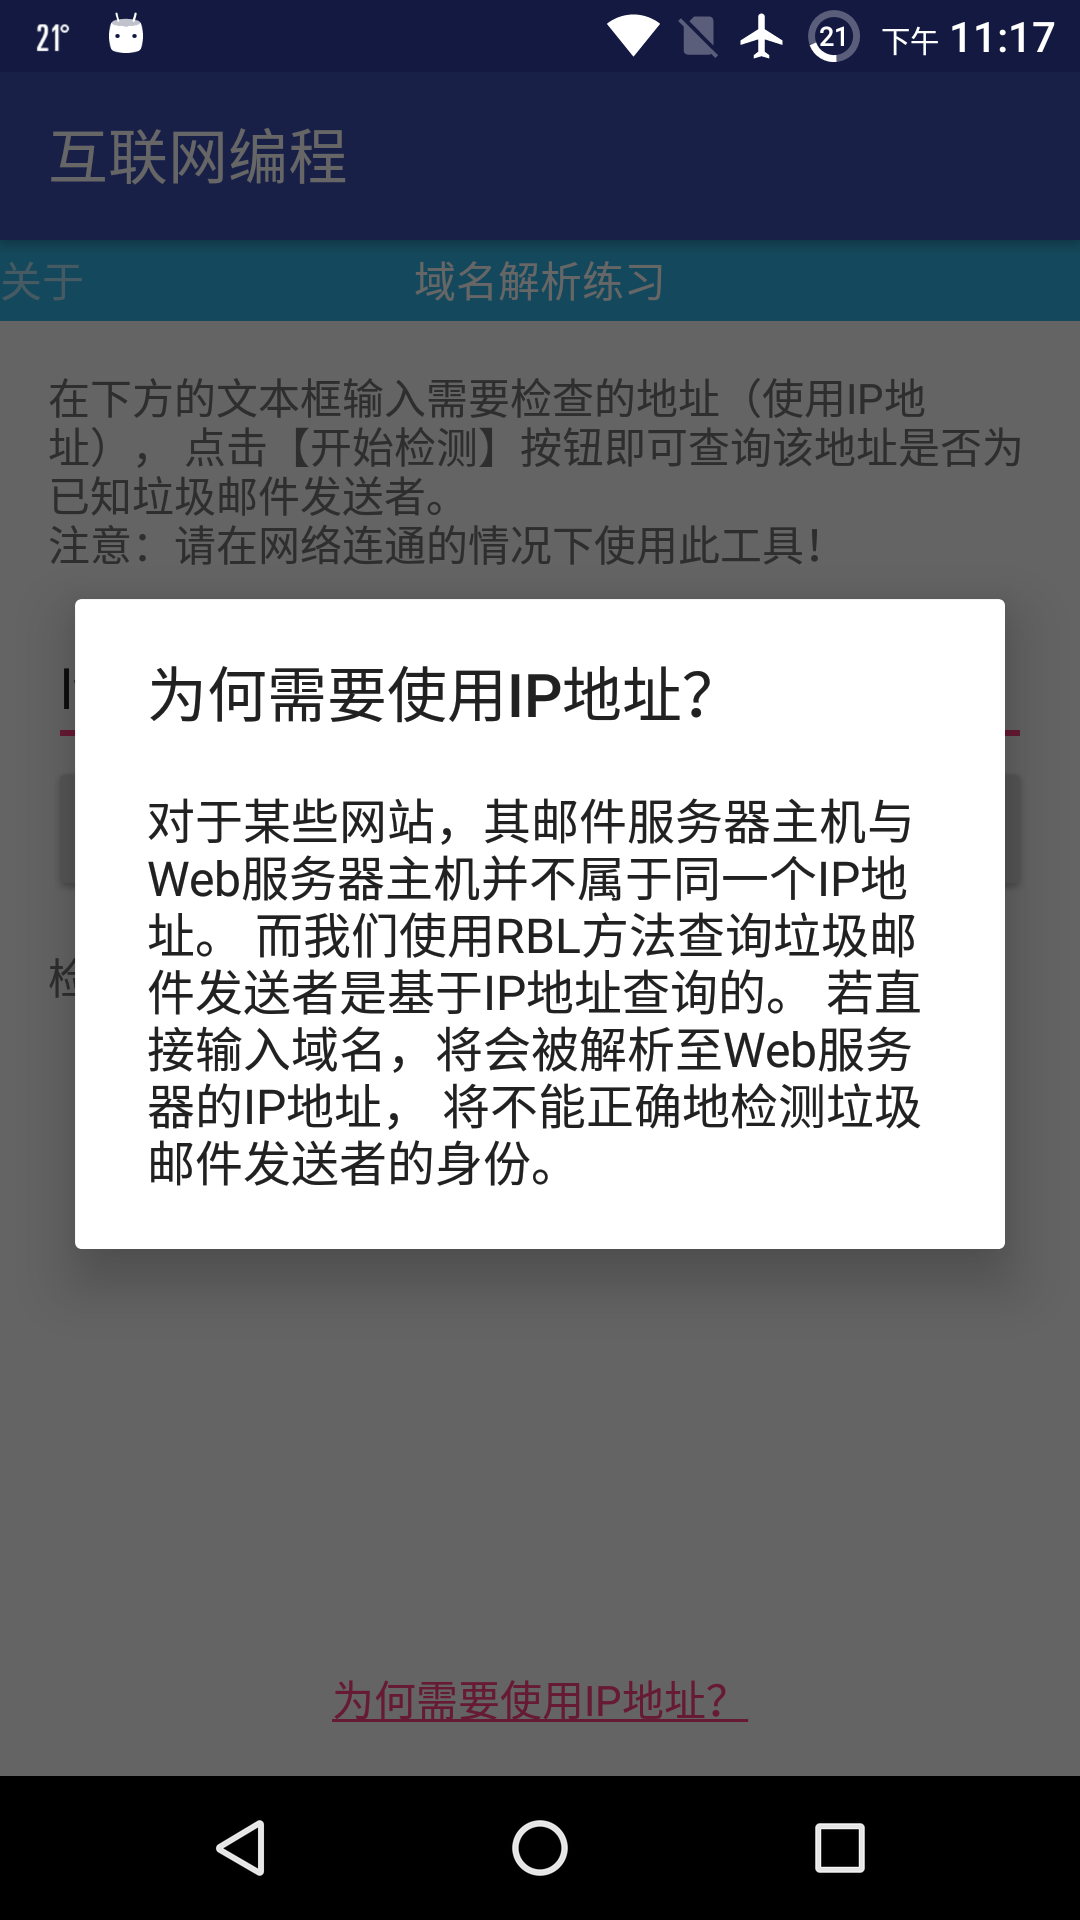 21°
21
下午 11:17
互联网编程
关于
域名解析练习
在下方的文本框输入需要检查的地址（使用IP地
址）， 点击【开始检测】按钮即可查询该地址是否为
已知垃圾邮件发送者。
注意：请在网络连通的情况下使用此工具！
为何需要使用IP地址？
对于某些网站，其邮件服务器主机与
Web服务器主机并不属于同一个IP地
址。 而我们使用RBL方法查询垃圾邮
件发送者是基于IP地址查询的。 若直
接输入域名，将会被解析至Web服务
器的IP地址， 将不能正确地检测垃圾
邮件发送者的身份。
为何需要使用IP地址？